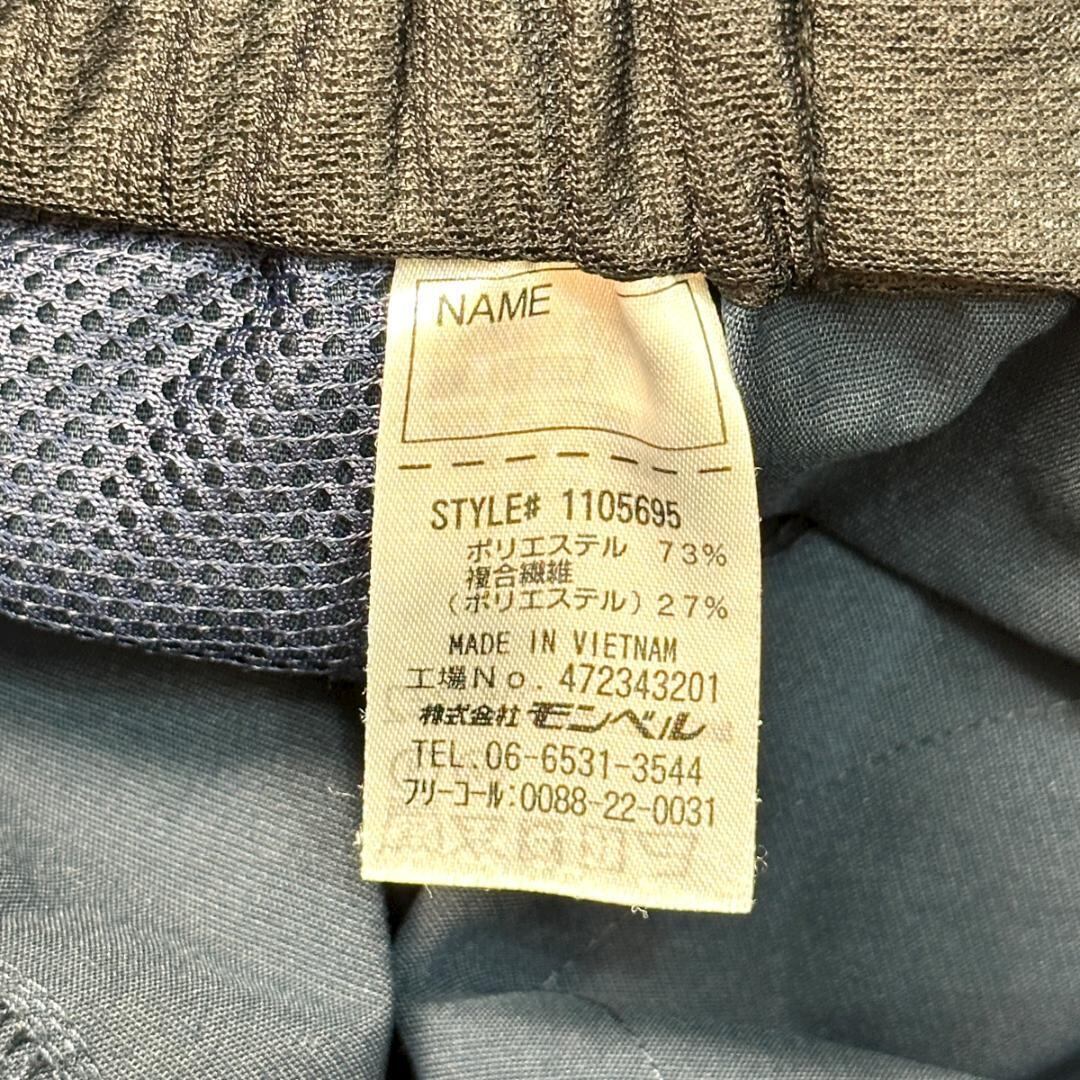 NAME
STYLE# 1105695
ポリエステル 73%
複合繊維
(ポリエステル)27%
MADE IN VIETNAM
工場No. 472343201
株式会社モンベル
TEL.06-6531-3544
フリーコール:0088-22-0031